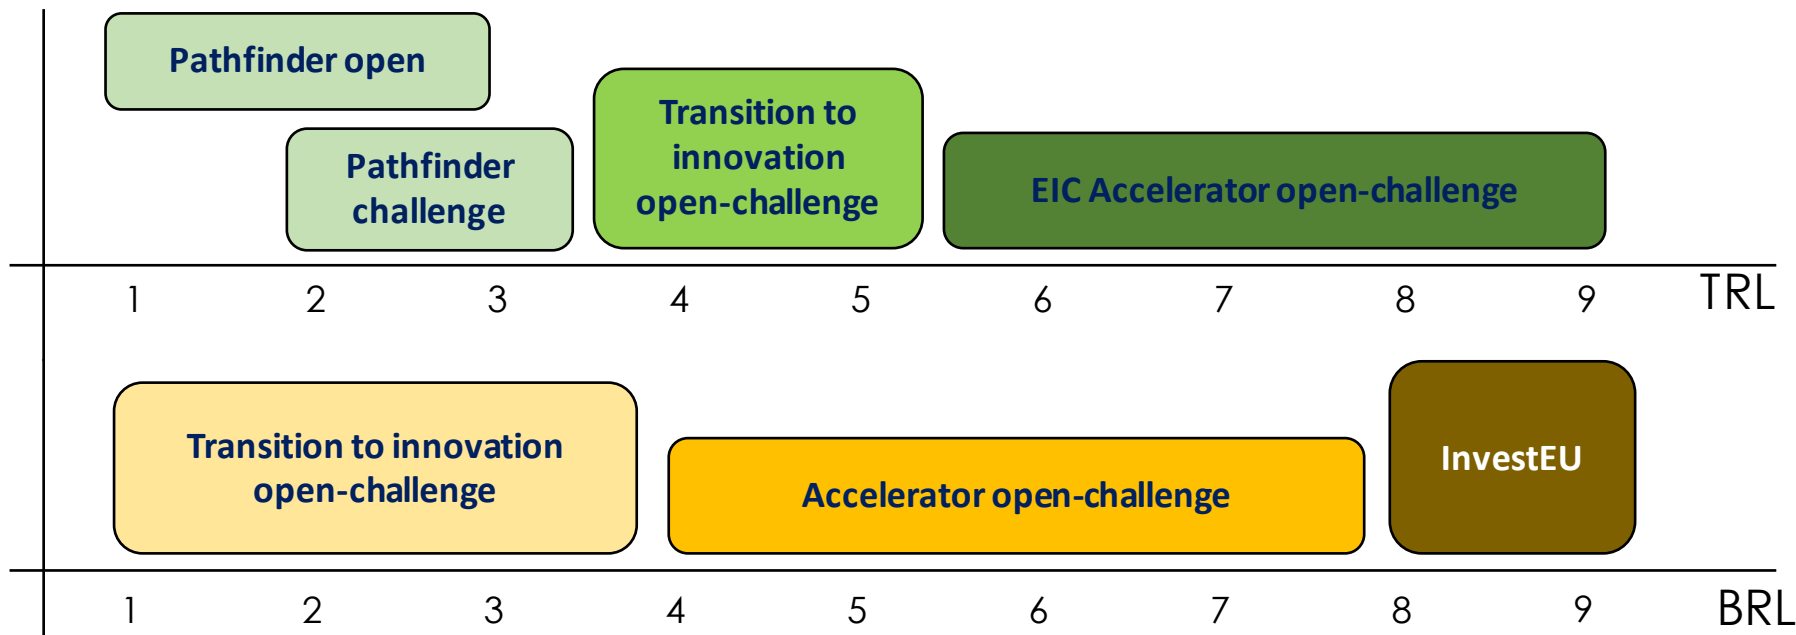 Pathfinder open
Pathfinder
challenge
Transition to
innovation
open-challenge
EIC Accelerator open-challenge
1 2 3 4 5 6 7 8 9 TRL
Transition to innovation
open-challenge
Accelerator open-challenge
InvestEU
1 2 3 4 5 6 7 8 9 BRL